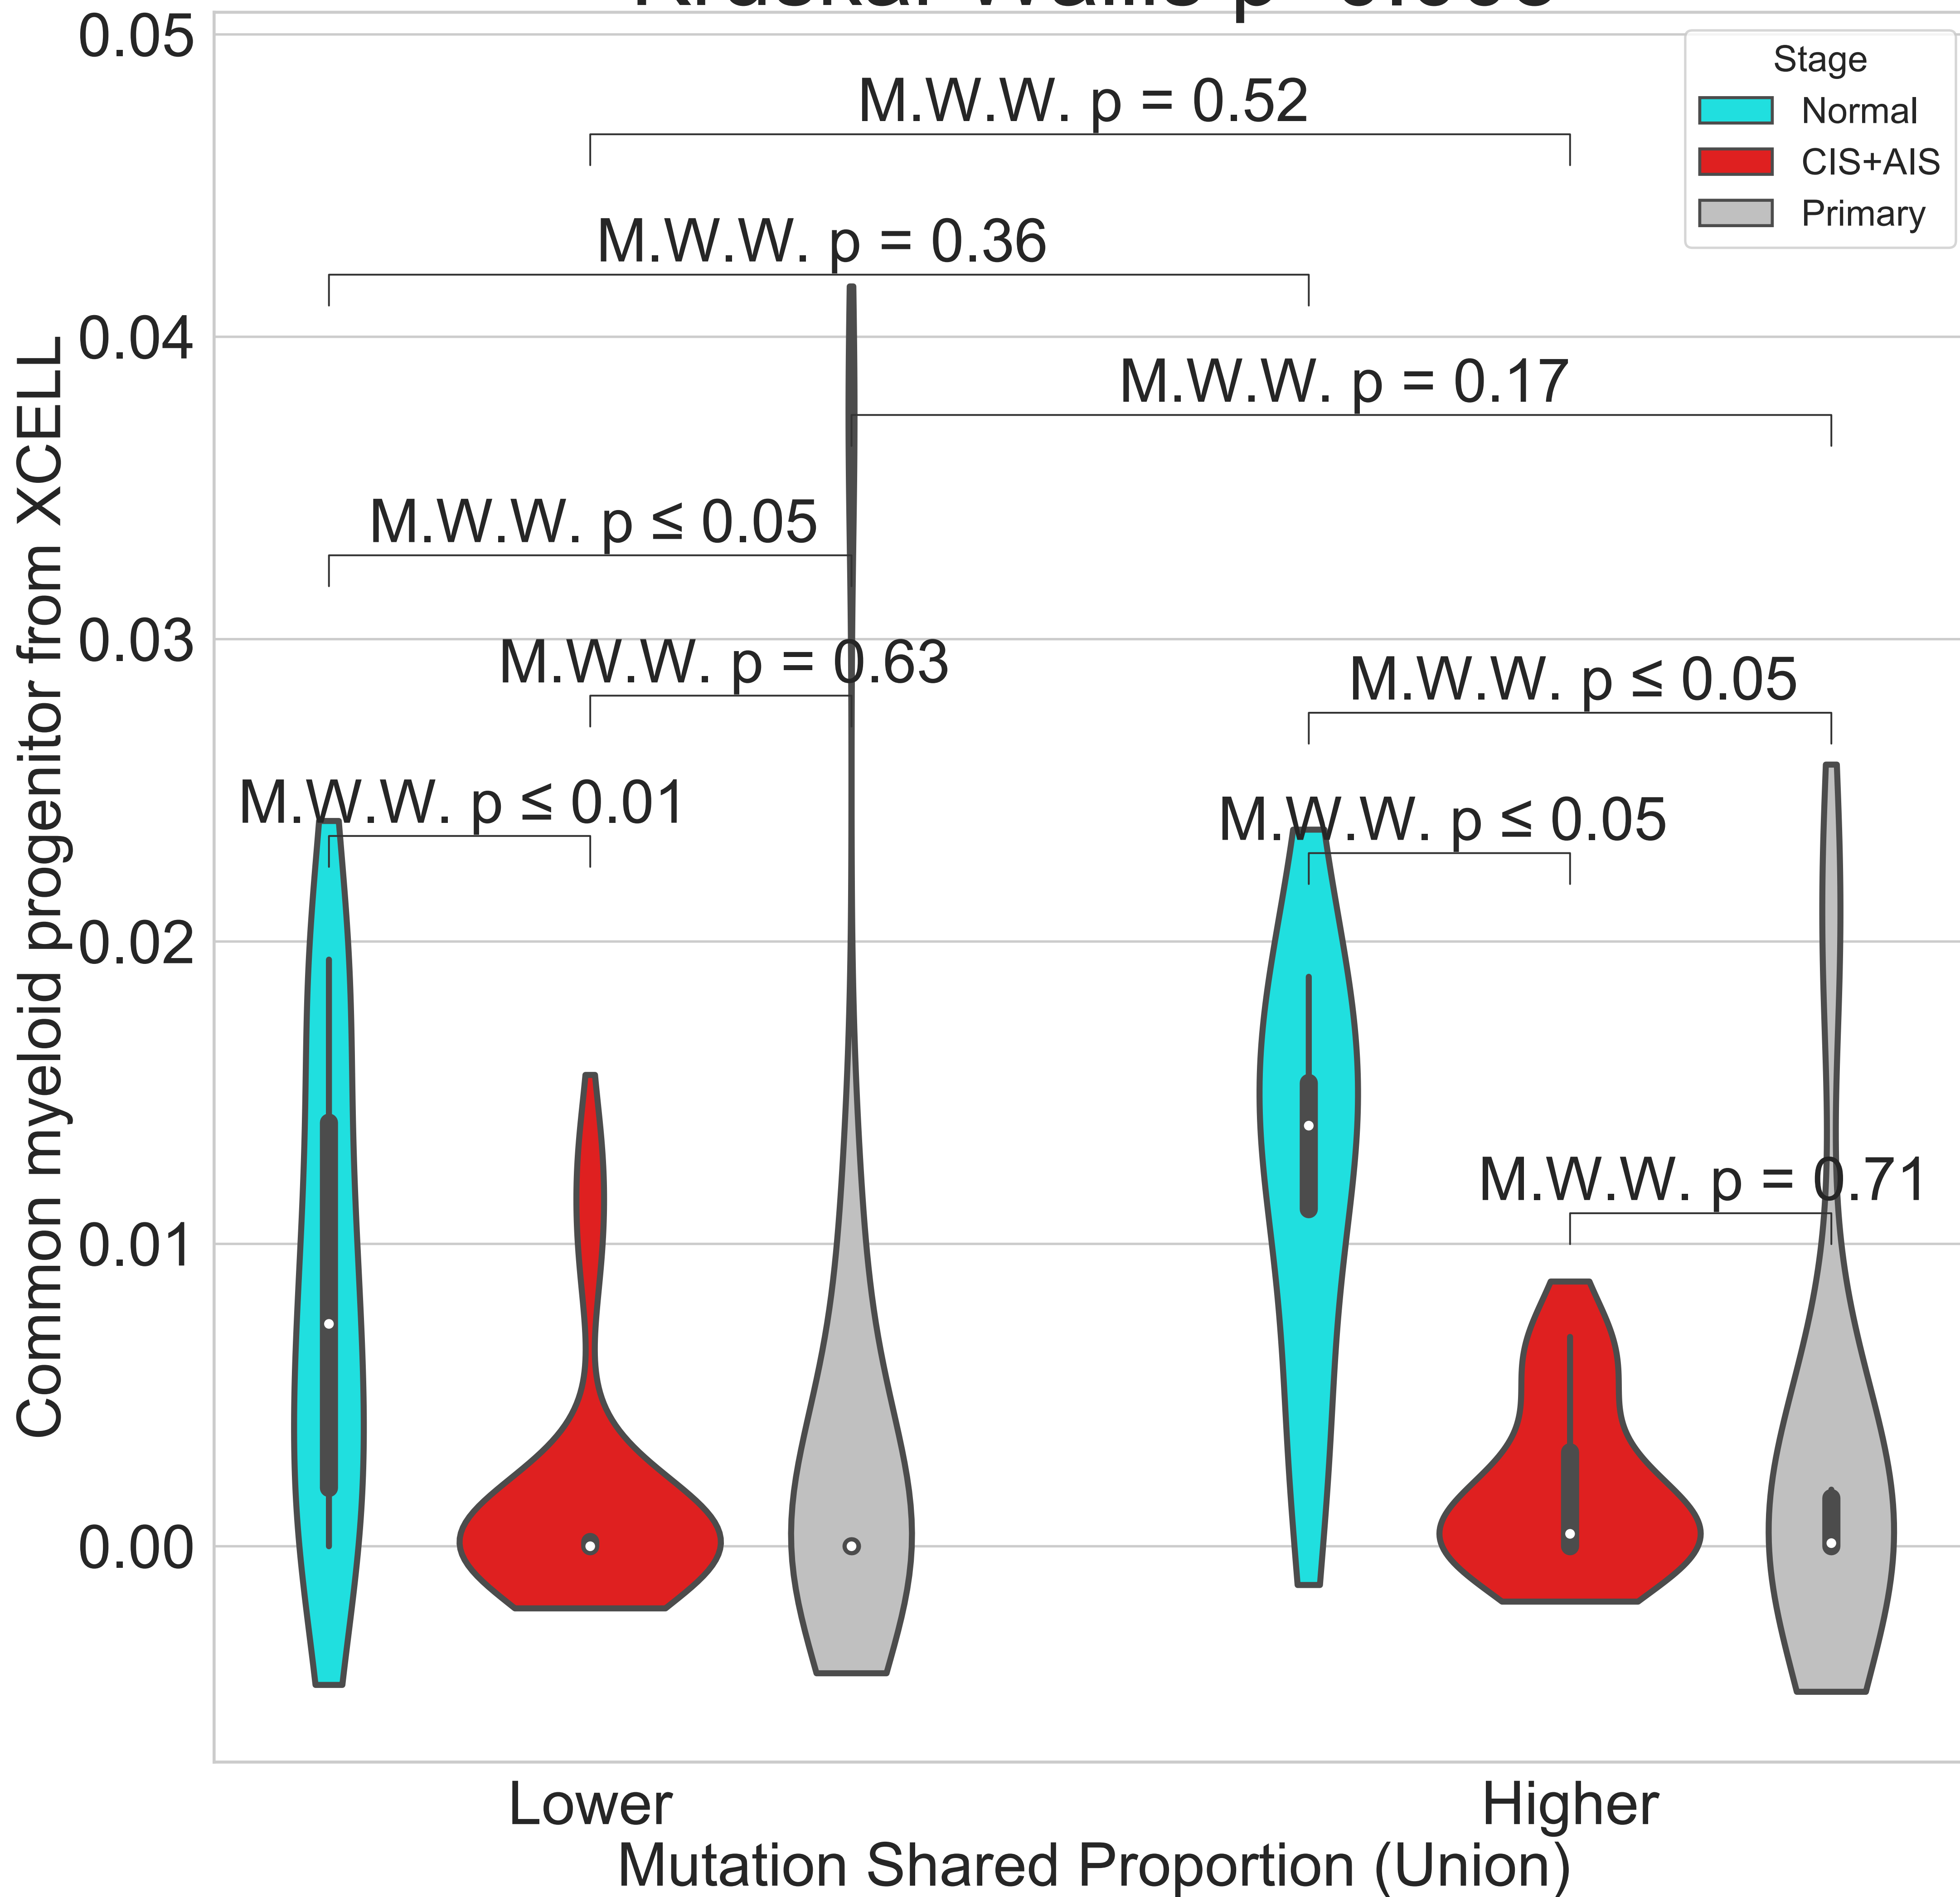 0.05
0.04
0.03
0.02
0.01
0.00
Common myeloid progenitor from XCELL
Stage
Normal
CIS+AIS
Primary
M.W.W. p = 0.52
M.W.W. p = 0.36
M.W.W. p = 0.17
M.W.W. p ≤ 0.05
M.W.W. p = 0.63
M.W.W. p ≤ 0.05
M.W.W. p ≤ 0.01
M.W.W. p ≤ 0.05
M.W.W. p = 0.71
Lower
Higher
Mutation Shared Proportion (Union)